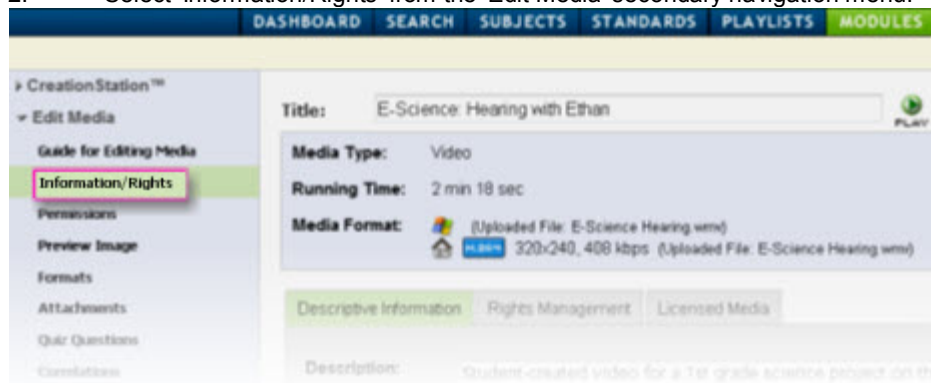 2. Select 'Information/Rights' from the 'Edit Media' secondary navigation menu.
DASHBOARD SEARCH SUBJECTS STANDARDS PLAYLISTS MODULES
CreationStation™
Edit Media
Guide for Editing Media
Information/Rights
Permissions
Preview Image
Formats
Attachments
Quiz Questions
Correlations
Title: E-Science: Hearing with Ethan
PLAY
Media Type: Video
Running Time: 2 min 18 sec
Media Format: (Uploaded File: E-Science Hearing.wmv)
H.264 320x240, 408 kbps (Uploaded File: E-Science Hearing.wmv)
Descriptive Information Rights Management Licensed Media
Description: Student-created video for a 1st grade science project on th